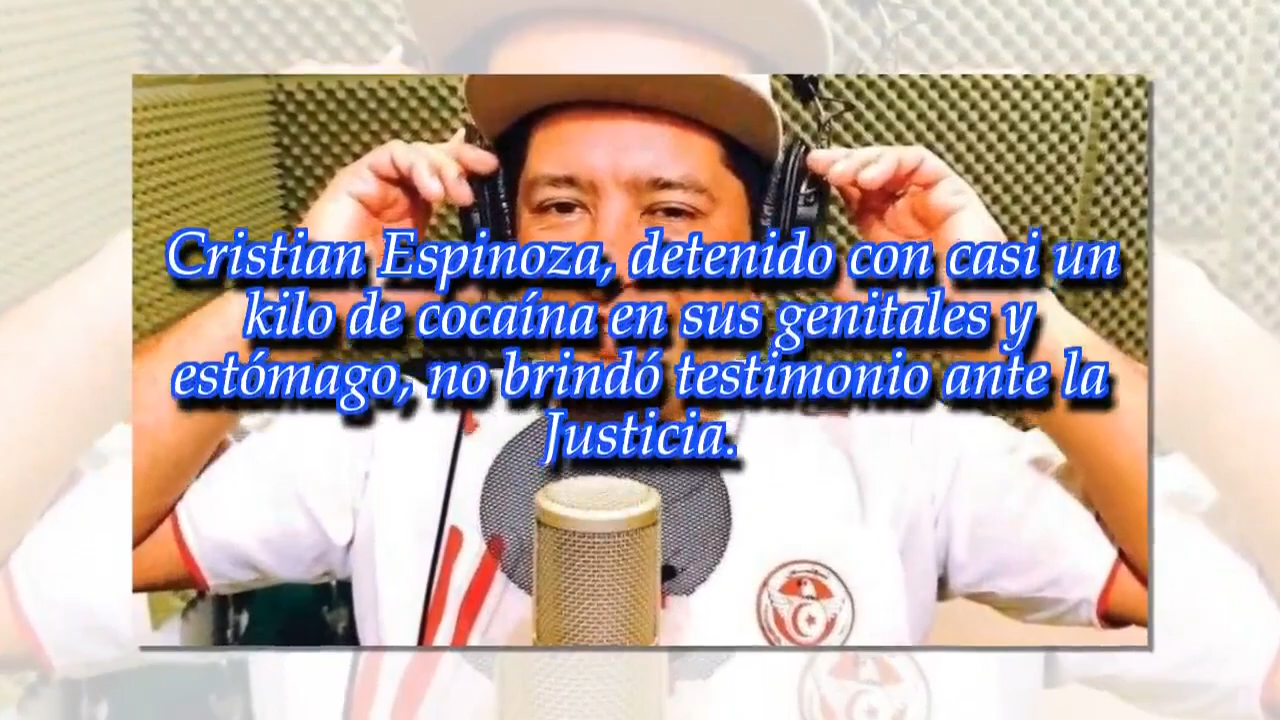 Cristian Espinoza, detenido con casi un
kilo de cocaína en sus genitales y
estómago, no brindó testimonio ante la
Justicia.